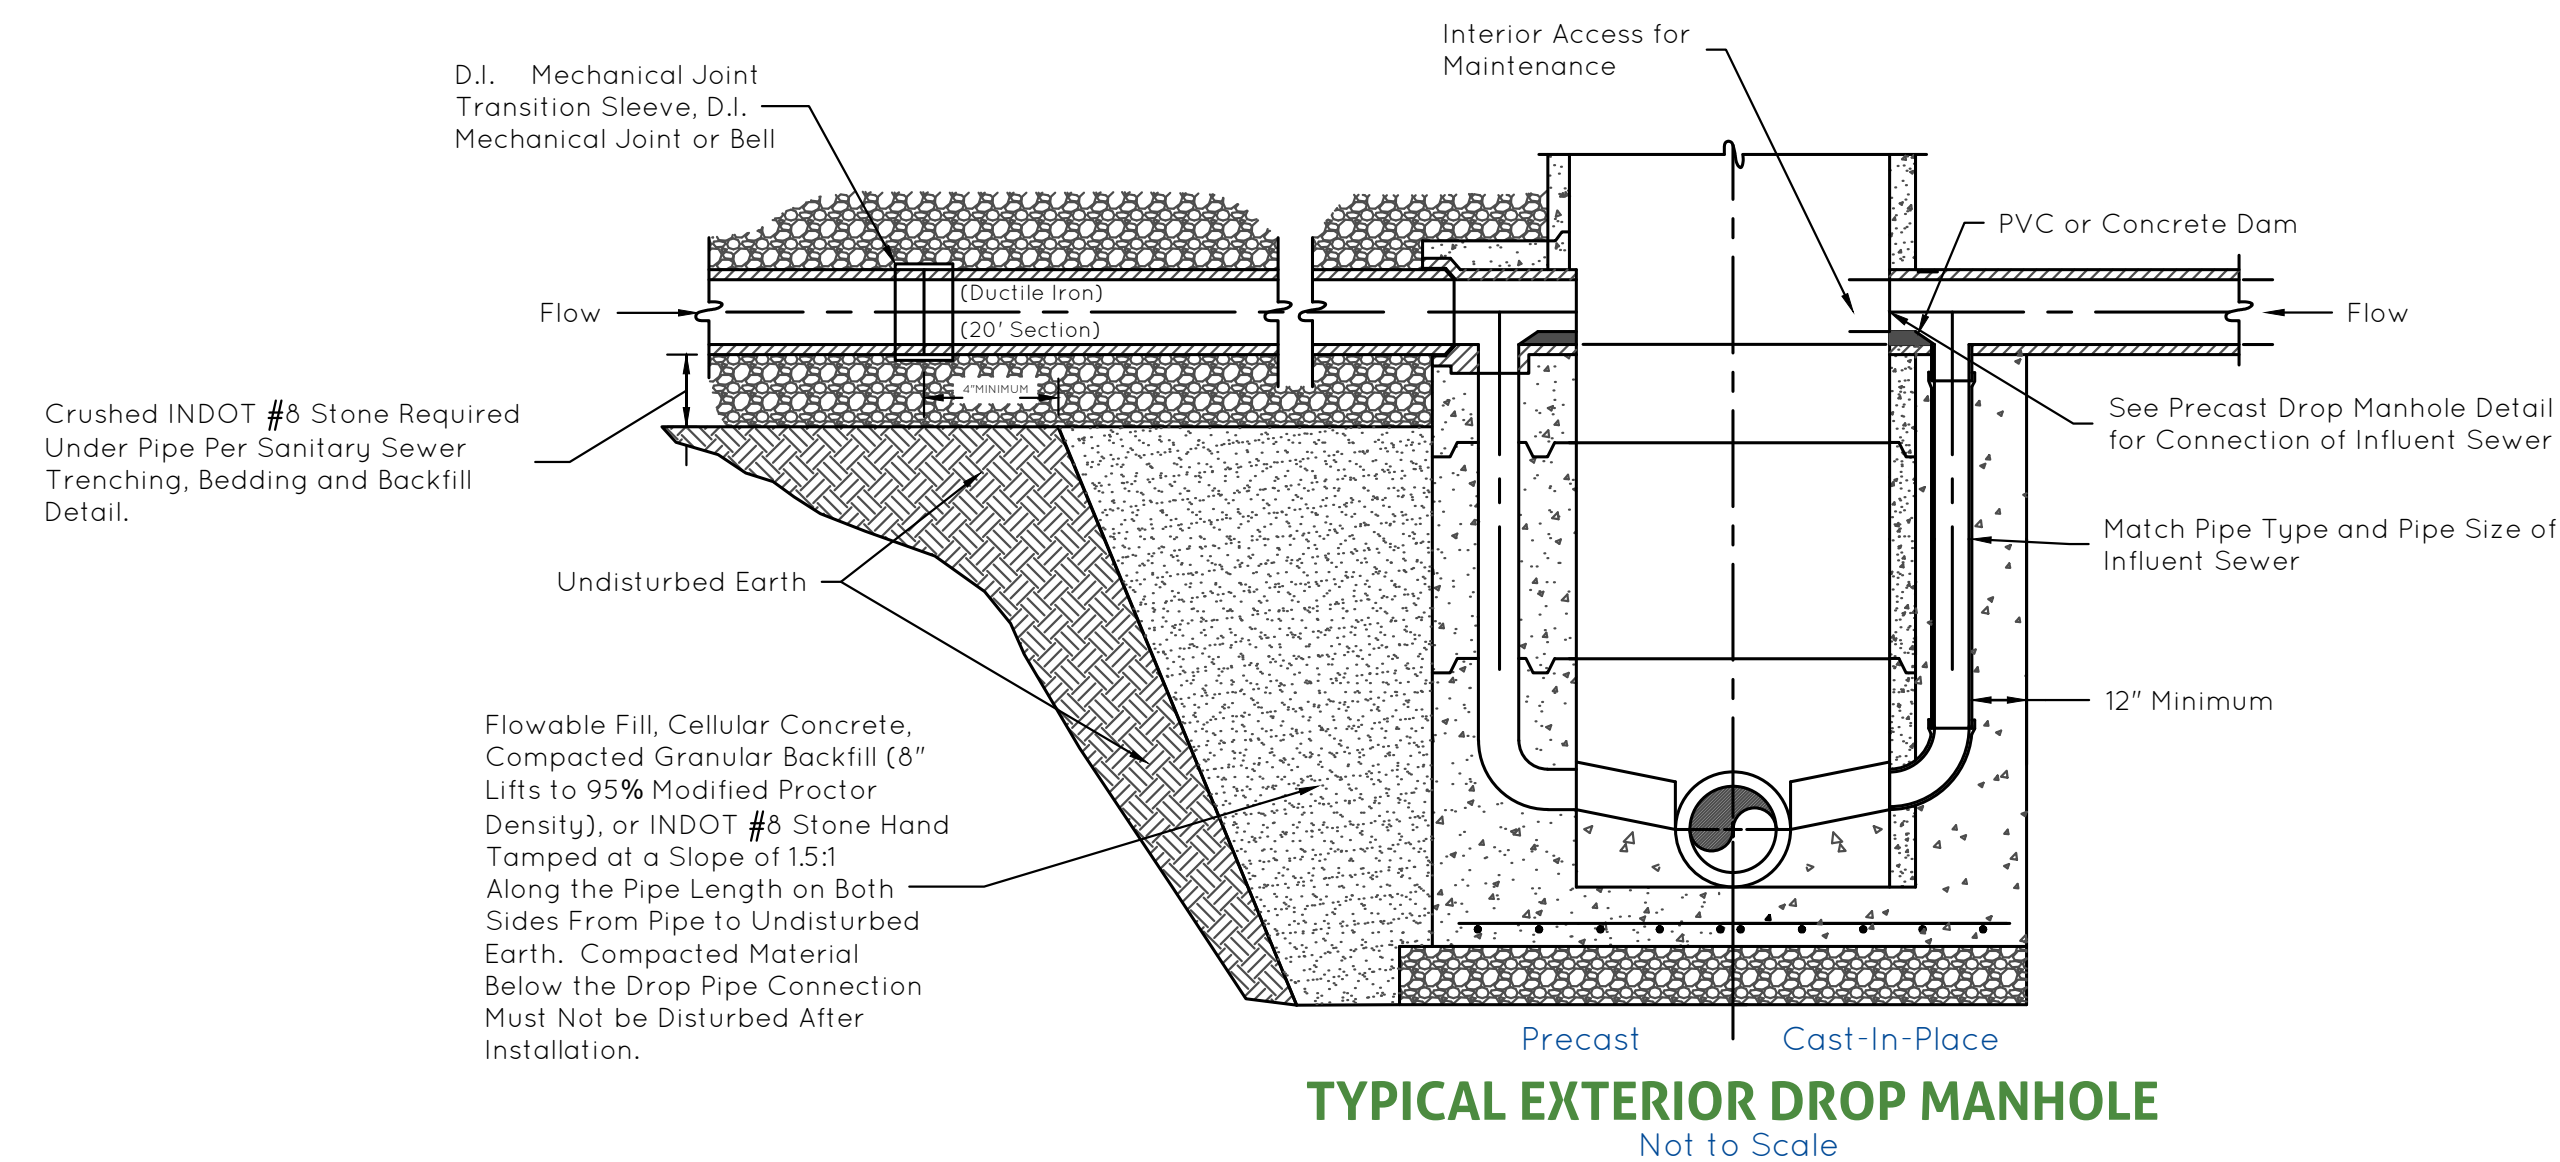 Interior Access for
Maintenance
D.I.    Mechanical Joint
Transition Sleeve, D.I.
Mechanical Joint or Bell
PVC or Concrete Dam
Flow
(Ductile Iron)
(20' Section)
Flow
4"MINIMUM
Crushed INDOT #8 Stone Required
Under Pipe Per Sanitary Sewer
Trenching, Bedding and Backfill
Detail.
See Precast Drop Manhole Detail
for Connection of Influent Sewer
Match Pipe Type and Pipe Size of
Influent Sewer
Undisturbed Earth
12" Minimum
Flowable Fill, Cellular Concrete,
Compacted Granular Backfill (8"
Lifts to 95% Modified Proctor
Density), or INDOT #8 Stone Hand
Tamped at a Slope of 1.5:1
Along the Pipe Length on Both
Sides From Pipe to Undisturbed
Earth.  Compacted Material
Below the Drop Pipe Connection
Must Not be Disturbed After
Installation.
Precast
Cast-In-Place
TYPICAL EXTERIOR DROP MANHOLE
Not to Scale